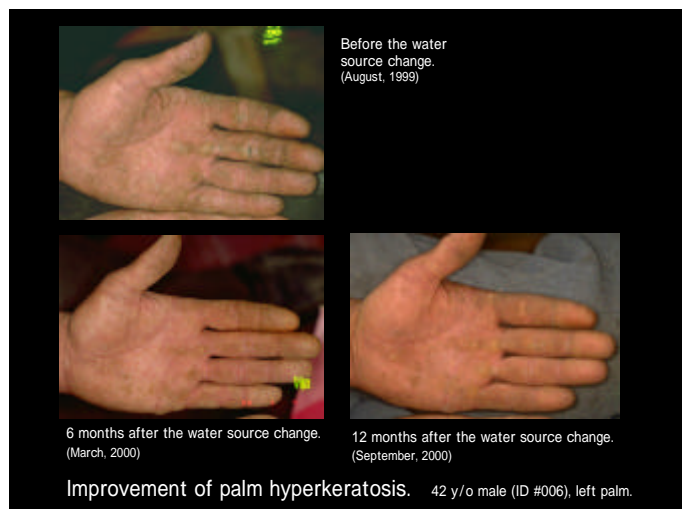 Before the water
source change.
(August, 1999)
6 months after the water source change.
(March, 2000)
12 months after the water source change.
(September, 2000)
Improvement of palm hyperkeratosis. 42 y/o male (ID #006), left palm.